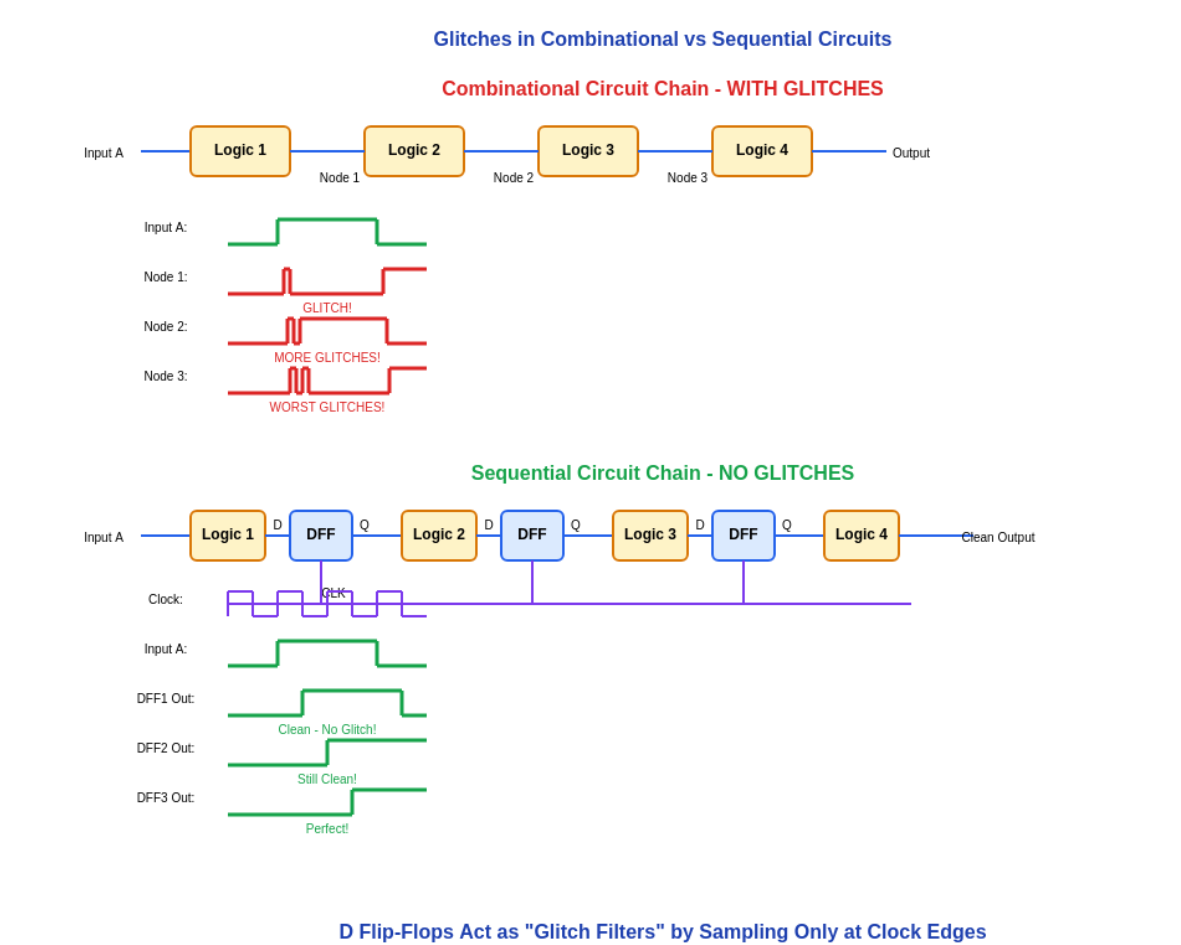 Glitches in Combinational vs Sequential Circuits
Combinational Circuit Chain - WITH GLITCHES
Input A
Logic 1
Logic 2
Logic 3
Logic 4
Output
Node 1
Node 2
Node 3
Input A:
Node 1:
GLITCH!
Node 2:
MORE GLITCHES!
Node 3:
WORST GLITCHES!
Sequential Circuit Chain - NO GLITCHES
Input A
Logic 1
D
DFF
Q
Logic 2
D
DFF
Q
Logic 3
D
DFF
Q
Logic 4
Clean Output
CLK
Clock:
Input A:
DFF1 Out:
Clean - No Glitch!
DFF2 Out:
Still Clean!
DFF3 Out:
Perfect!
D Flip-Flops Act as "Glitch Filters" by Sampling Only at Clock Edges